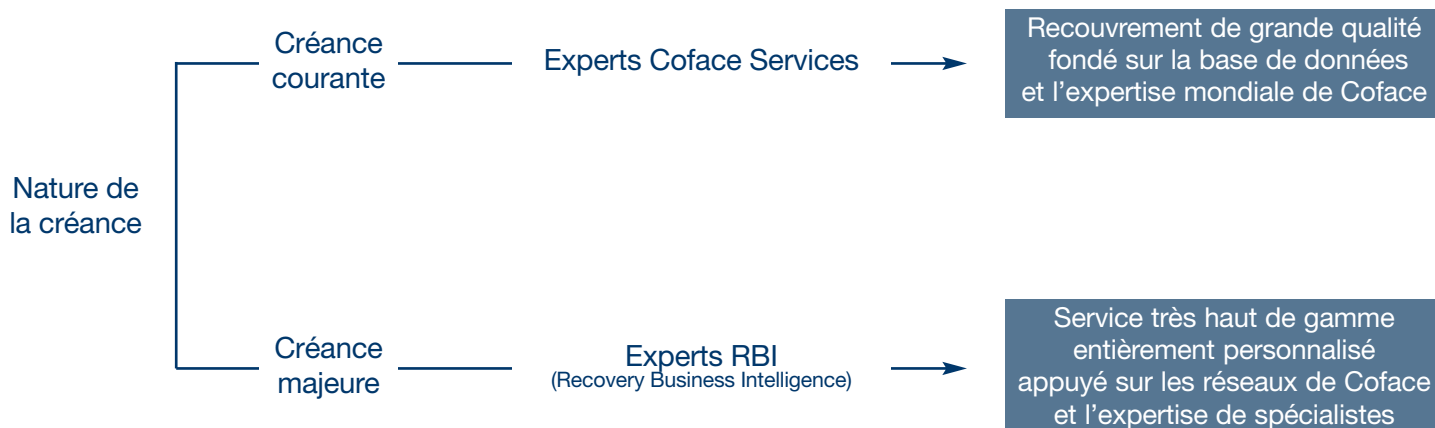 Nature de
la créance
Créance
courante
Experts Coface Services
Recouvrement de grande qualité
fondé sur la base de données
et l'expertise mondiale de Coface
Créance
majeure
Experts RBI
(Recovery Business Intelligence)
Service très haut de gamme
entièrement personnalisé
appuyé sur les réseaux de Coface
et l'expertise de spécialistes